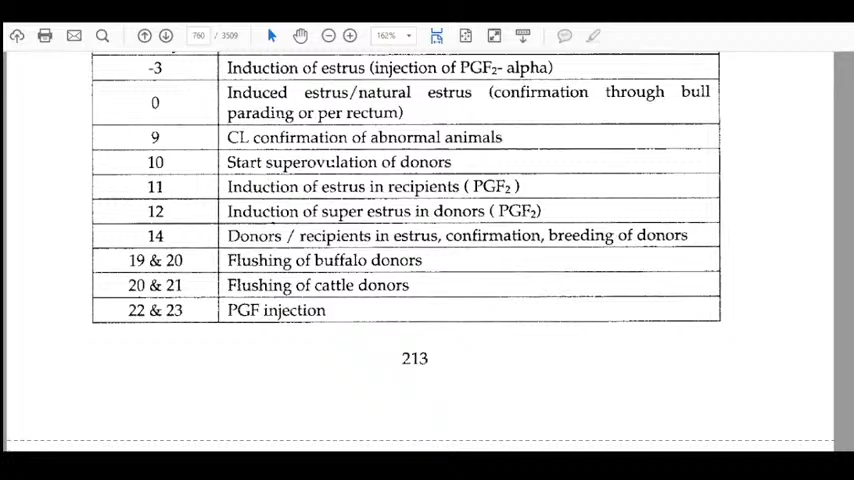 760 / 3509
162%
-3 Induction of estrus (injection of PGF₂- alpha)
0 Induced estrus/natural estrus (confirmation through bull
parading or per rectum)
9 CL confirmation of abnormal animals
10 Start superovulation of donors
11 Induction of estrus in recipients ( PGF₂ )
12 Induction of super estrus in donors ( PGF₂)
14 Donors / recipients in estrus, confirmation, breeding of donors
19 & 20 Flushing of buffalo donors
20 & 21 Flushing of cattle donors
22 & 23 PGF injection
213